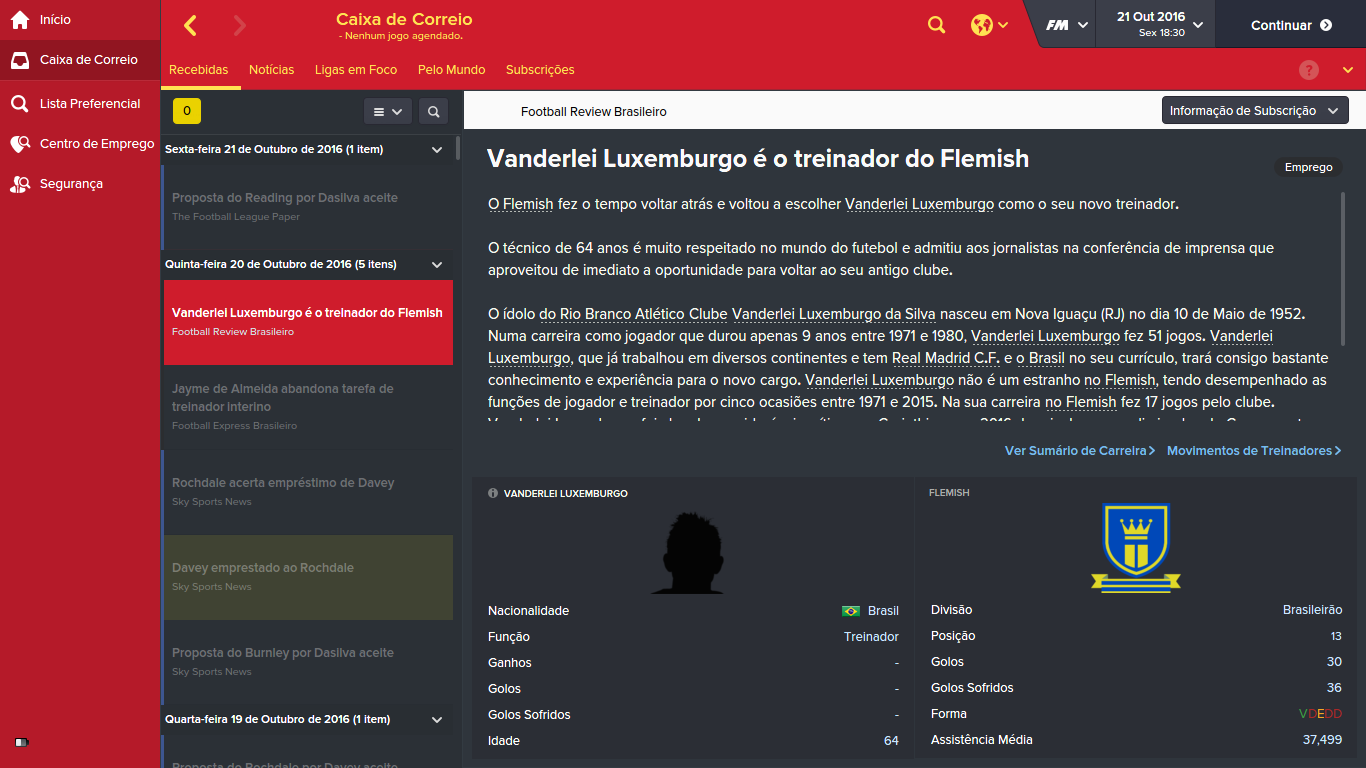 Início
Caixa de Correio
Lista Preferencial
Centro de Emprego
Segurança
Caixa de Correio
- Nenhum jogo agendado.
FM
21 Out 2016
Sex 18:30
Continuar
Recebidas
Notícias
Ligas em Foco
Pelo Mundo
Subscrições
?
0
Sexta-feira 21 de Outubro de 2016 (1 item)
Proposta do Reading por Dasilva aceite
The Football League Paper
Quinta-feira 20 de Outubro de 2016 (5 itens)
Vanderlei Luxemburgo é o treinador do Flemish
Football Review Brasileiro
Jayme de Almeida abandona tarefa de
treinador interino
Football Express Brasileiro
Rochdale acerta empréstimo de Davey
Sky Sports News
Davey emprestado ao Rochdale
Sky Sports News
Proposta do Burnley por Dasilva aceite
Sky Sports News
Quarta-feira 19 de Outubro de 2016 (1 item)
Proposta do Rochdale por Davey aceite
Football Review Brasileiro
Informação de Subscrição
Vanderlei Luxemburgo é o treinador do Flemish
Emprego
O Flemish fez o tempo voltar atrás e voltou a escolher Vanderlei Luxemburgo como o seu novo treinador.
O técnico de 64 anos é muito respeitado no mundo do futebol e admitiu aos jornalistas na conferência de imprensa que
aproveitou de imediato a oportunidade para voltar ao seu antigo clube.
O ídolo do Rio Branco Atlético Clube Vanderlei Luxemburgo da Silva nasceu em Nova Iguaçu (RJ) no dia 10 de Maio de 1952.
Numa carreira como jogador que durou apenas 9 anos entre 1971 e 1980, Vanderlei Luxemburgo fez 51 jogos. Vanderlei
Luxemburgo, que já trabalhou em diversos continentes e tem Real Madrid C.F. e o Brasil no seu currículo, trará consigo bastante
conhecimento e experiência para o novo cargo. Vanderlei Luxemburgo não é um estranho no Flemish, tendo desempenhado as
funções de jogador e treinador por cinco ocasiões entre 1971 e 2015. Na sua carreira no Flemish fez 17 jogos pelo clube.
Ver Sumário de Carreira
Movimentos de Treinadores
VANDERLEI LUXEMBURGO
Nacionalidade Brasil
Função Treinador
Ganhos -
Golos -
Golos Sofridos -
Idade 64
FLEMISH
Divisão Brasileirão
Posição 13
Golos 30
Golos Sofridos 36
Forma VDEDD
Assistência Média 37,499